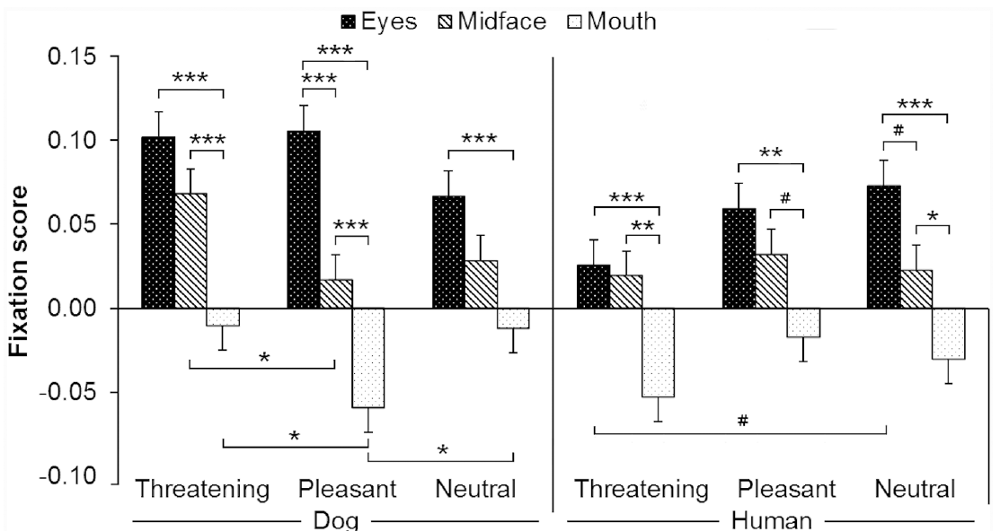 Eyes Midface Mouth
Fixation score
0.15
0.10
0.05
0.00
-0.05
-0.10
*** *** *** *** *** *** * * *
*** *** ** ** # *** # * #
Threatening Pleasant Neutral Threatening Pleasant Neutral
Dog Human